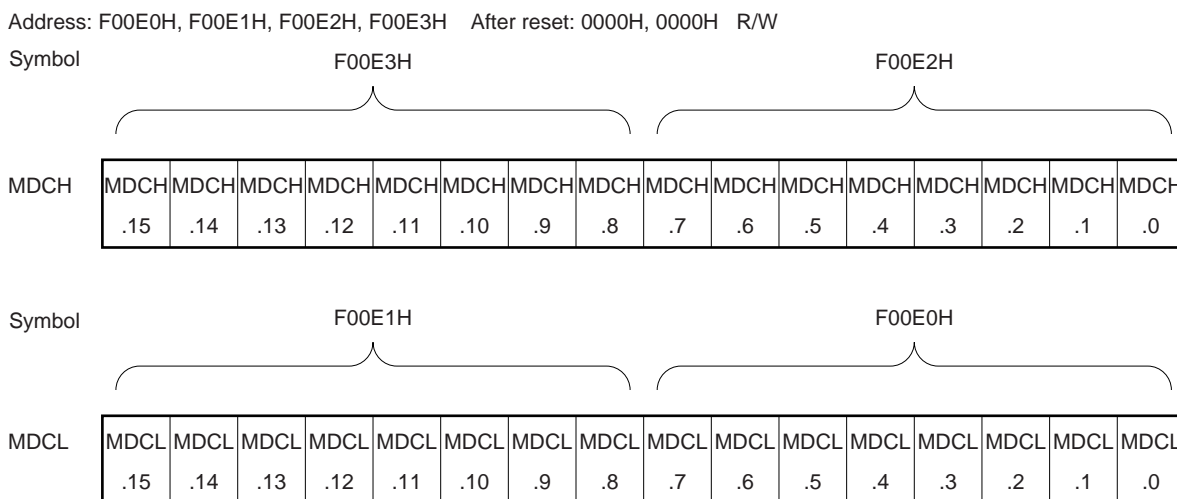 Address: F00E0H, F00E1H, F00E2H, F00E3H After reset: 0000H, 0000H R/W
Symbol F00E3H F00E2H
MDCH MDCH MDCH MDCH MDCH MDCH MDCH MDCH MDCH MDCH MDCH MDCH MDCH MDCH MDCH MDCH MDCH
.15 .14 .13 .12 .11 .10 .9 .8 .7 .6 .5 .4 .3 .2 .1 .0
Symbol F00E1H F00E0H
MDCL MDCL MDCL MDCL MDCL MDCL MDCL MDCL MDCL MDCL MDCL MDCL MDCL MDCL MDCL MDCL MDCL
.15 .14 .13 .12 .11 .10 .9 .8 .7 .6 .5 .4 .3 .2 .1 .0